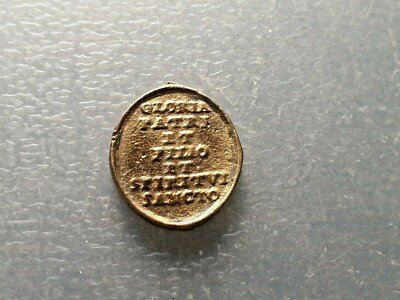 GLORIA
PATRI
ET
FILIO
ET
SPIRITVI
SANCTO